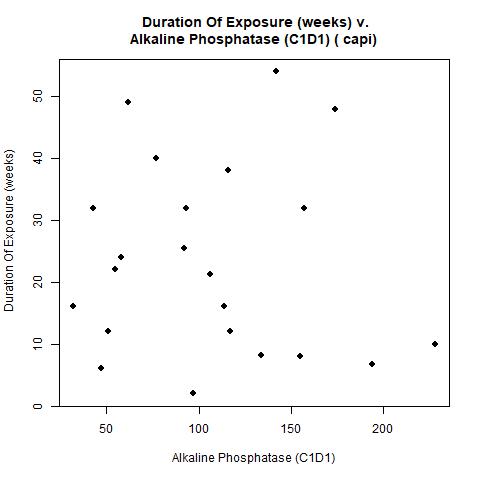 Duration Of Exposure (weeks) v.
Alkaline Phosphatase (C1D1) ( capi)
Duration Of Exposure (weeks)
50
40
30
20
10
0
50 100 150 200
Alkaline Phosphatase (C1D1)